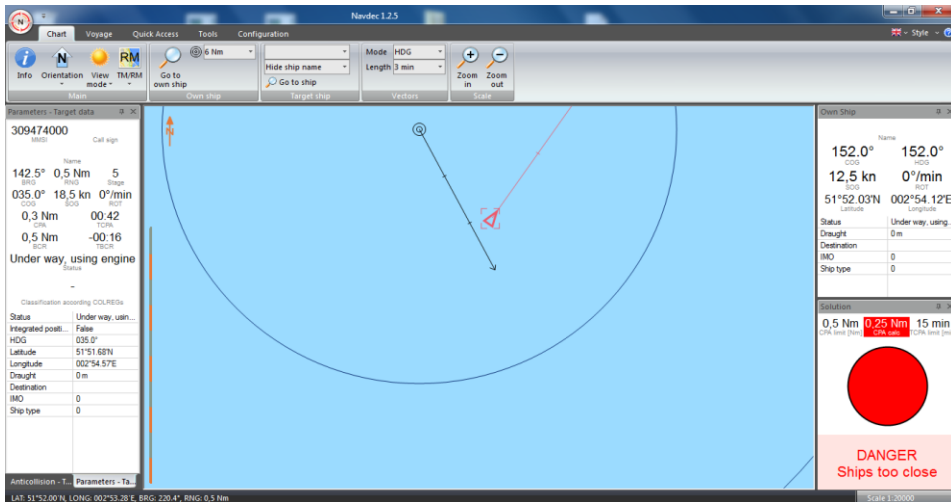 Navdec 1.2.5
N
Chart Voyage Quick Access Tools Configuration Style
Info
N
Orientation
View mode
RM
TM/RM
Main
Go to own ship
6 Nm
Own ship
Hide ship name
Go to ship
Target ship
Mode HDG
Length 3 min
Vectors
Zoom in
Zoom out
Scale
Parameters - Target data
309474000
MMSI Call sign
Name
142.5° 0,5 Nm 5
BRG RNG Stage
035.0° 18,5 kn 0°/min
COG SOG ROT
0,3 Nm 00:42
CPA TCPA
0,5 Nm -00:16
BCR TBCR
Under way, using engine
Status
-
Classification according COLREGs
Status Under way, usin...
Integrated positi... False
HDG 035.0°
Latitude 51°51.68'N
Longitude 002°54.57'E
Draught 0 m
Destination
IMO 0
Ship type 0
Anticollision - T... Parameters - Ta...
N
Own Ship
Name
152.0° 152.0°
COG HDG
12,5 kn 0°/min
SOG ROT
51°52.03'N 002°54.12'E
Latitude Longitude
Status Under way, using...
Draught 0 m
Destination
IMO 0
Ship type 0
Solution
0,5 Nm 0,25 Nm 15 min
CPA limit [Nm] CPA calc TCPA limit [m
DANGER
Ships too close
LAT: 51°52.00'N, LONG: 002°53.28'E, BRG: 220.4°, RNG: 0,5 Nm
Scale 1:20000